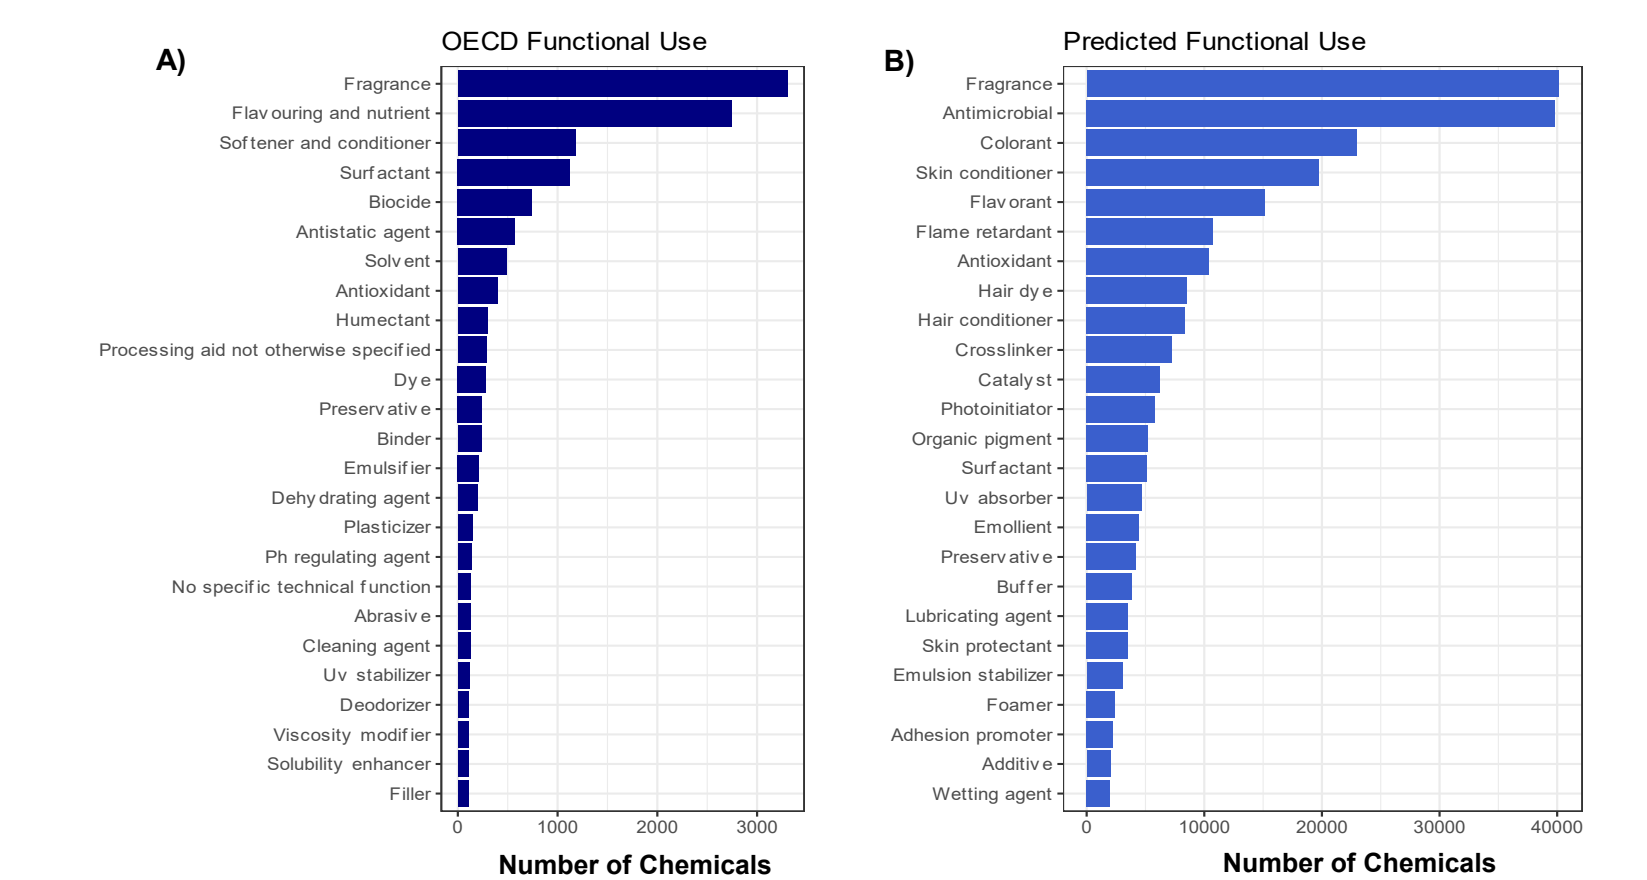 A)
OECD Functional Use
Fragrance
Flavouring and nutrient
Softener and conditioner
Surfactant
Biocide
Antistatic agent
Solvent
Antioxidant
Humectant
Processing aid not otherwise specified
Dye
Preservative
Binder
Emulsifier
Dehydrating agent
Plasticizer
Ph regulating agent
No specific technical function
Abrasive
Cleaning agent
Uv stabilizer
Deodorizer
Viscosity modifier
Solubility enhancer
Filler
0 1000 2000 3000
Number of Chemicals
B)
Predicted Functional Use
Fragrance
Antimicrobial
Colorant
Skin conditioner
Flavorant
Flame retardant
Antioxidant
Hair dye
Hair conditioner
Crosslinker
Catalyst
Photoinitiator
Organic pigment
Surfactant
Uv absorber
Emollient
Preservative
Buffer
Lubricating agent
Skin protectant
Emulsion stabilizer
Foamer
Adhesion promoter
Additive
Wetting agent
0 10000 20000 30000 40000
Number of Chemicals